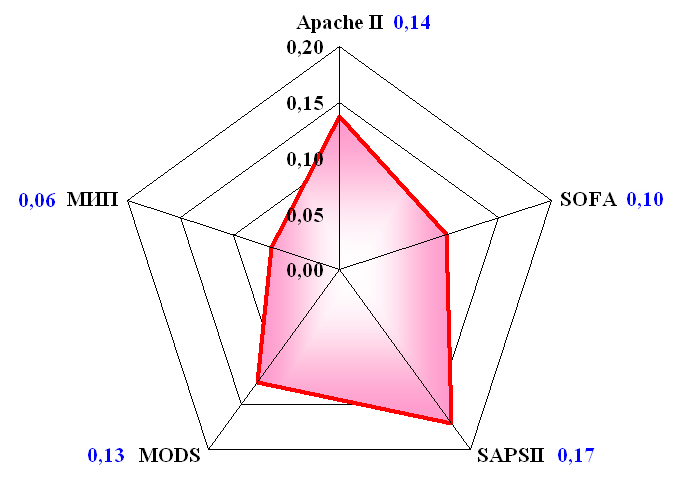 Apache II 0,14
0,20
0,15
0,10
0,06 МИП
SOFA 0,10
0,05
0,00
0,13 MODS
SAPSII 0,17